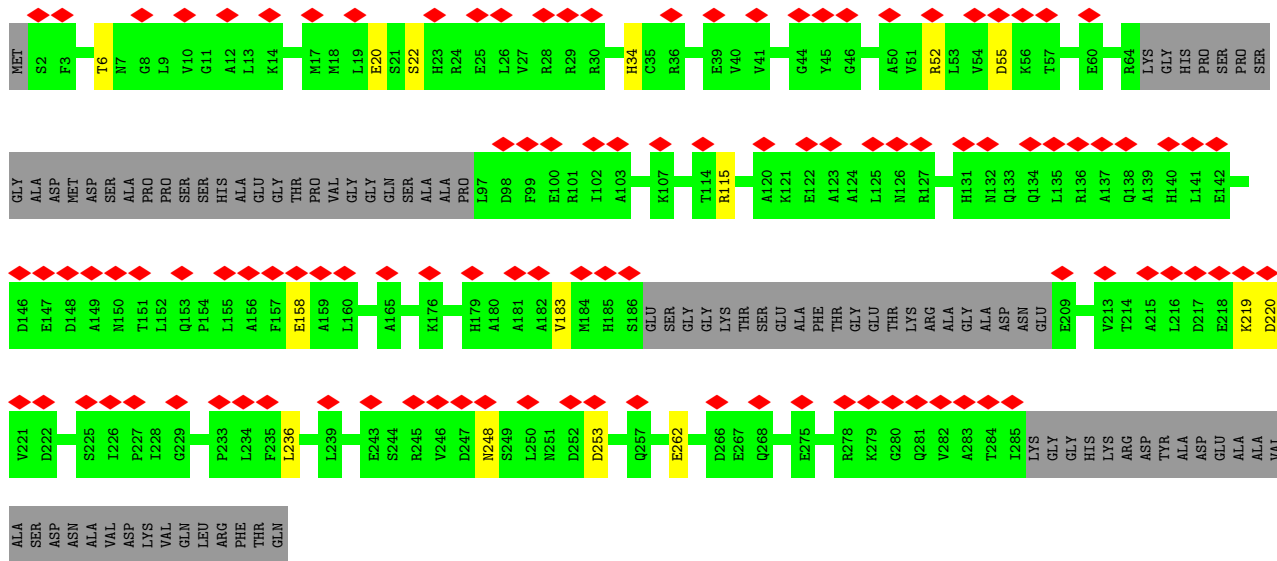 MET S2 F3 T6 N7 G8 L9 V10 G11 A12 L13 K14 M17 M18 L19 E20 S21 S22 H23 R24 E25 L26 V27 R28 R29 R30 H34 C35 R36 E39 V40 V41 G44 Y45 G46 A50 V51 R52 L53 V54 D55 K56 T57 E60 R64 LYS GLY HIS PRO SER PRO SER
GLY ALA ASP MET ASP SER ALA PRO PRO SER SER HIS ALA GLU GLY THR PRO VAL GLY GLY GLN SER ALA ALA PRO L97 D98 F99 E100 R101 I102 A103 K107 T114 R115 A120 K121 E122 A123 A124 L125 N126 R127 H131 N132 Q133 Q134 L135 R136 A137 Q138 A139 H140 L141 E142
D146 E147 D148 A149 N150 T151 L152 Q153 P154 L155 A156 F157 E158 A159 L160 A165 K176 H179 A180 A181 A182 V183 M184 H185 S186 GLU SER GLY GLY LYS THR SER GLU ALA PHE THR GLY GLU THR LYS ARG ALA GLY ALA ASP ASN GLU E209 V213 T214 A215 L216 D217 E218 K219 D220
V221 D222 S225 I226 P227 I228 G229 P233 L234 F235 L236 L239 E243 S244 R245 V246 D247 N248 S249 L250 N251 D252 D253 Q257 E262 D266 E267 Q268 E275 R278 K279 G280 Q281 V282 A283 T284 I285 LYS GLY GLY HIS LYS ARG ASP TYR ALA ASP GLU ALA ALA VAL
ALA SER ASP ASN ALA VAL ASP LYS VAL GLN LEU ARG PHE THR GLN